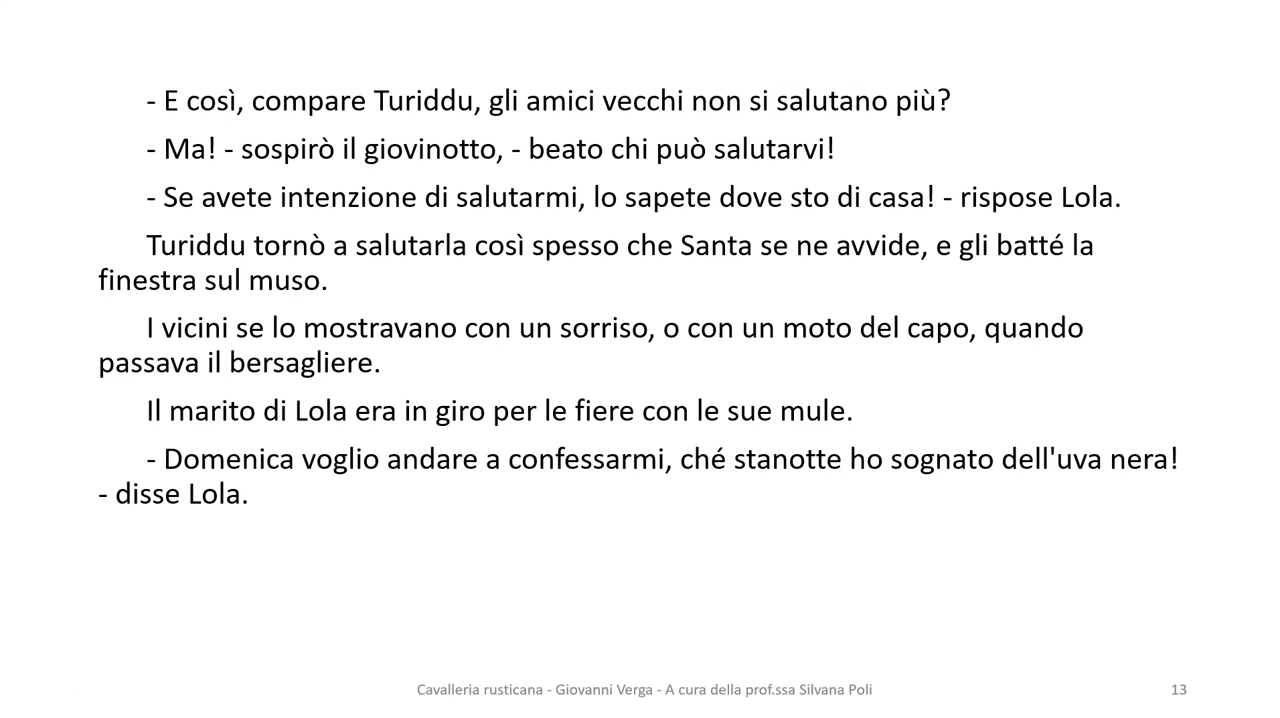 - E così, compare Turiddu, gli amici vecchi non si salutano più?
- Ma! - sospirò il giovinotto, - beato chi può salutarvi!
- Se avete intenzione di salutarmi, lo sapete dove sto di casa! - rispose Lola.
Turiddu tornò a salutarla così spesso che Santa se ne avvide, e gli batté la
finestra sul muso.
I vicini se lo mostravano con un sorriso, o con un moto del capo, quando
passava il bersagliere.
Il marito di Lola era in giro per le fiere con le sue mule.
- Domenica voglio andare a confessarmi, ché stanotte ho sognato dell'uva nera!
- disse Lola.
Cavalleria rusticana - Giovanni Verga - A cura della prof.ssa Silvana Poli
13